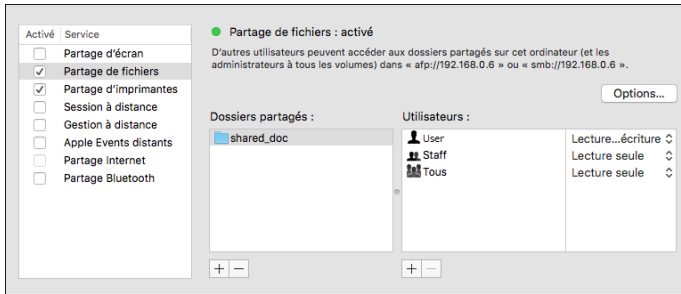 Activé Service
Partage d'écran
Partage de fichiers
Partage d'imprimantes
Session à distance
Gestion à distance
Apple Events distants
Partage Internet
Partage Bluetooth
Partage de fichiers : activé
D'autres utilisateurs peuvent accéder aux dossiers partagés sur cet ordinateur (et les
administrateurs à tous les volumes) dans « afp://192.168.0.6 » ou « smb://192.168.0.6 ».
Options...
Dossiers partagés :
shared_doc
Utilisateurs :
User Lecture...écriture
Staff Lecture seule
Tous Lecture seule